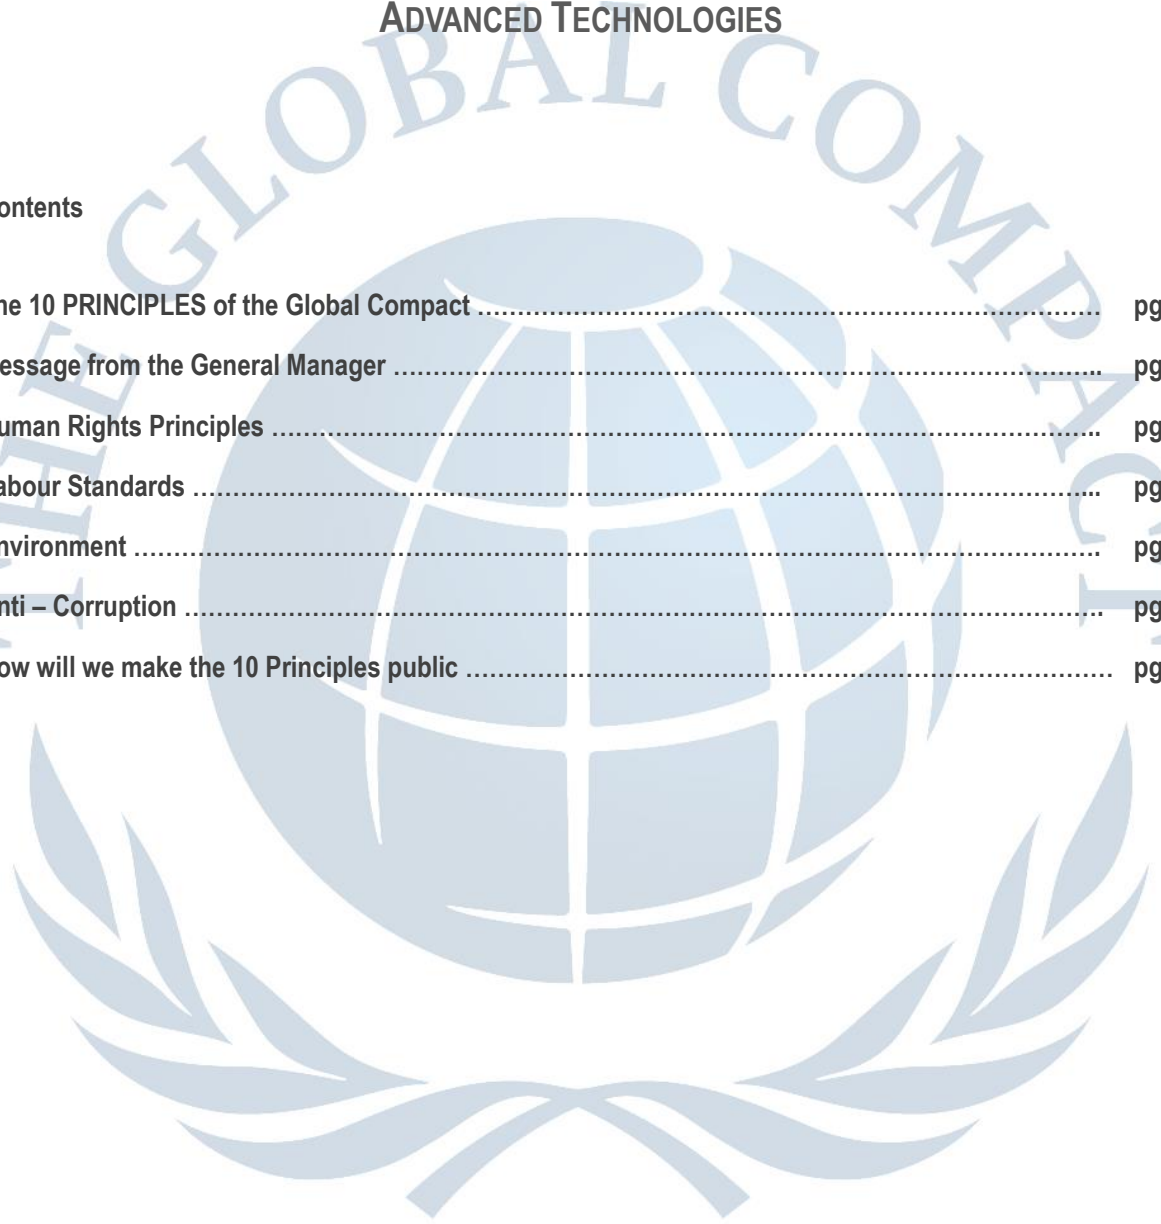 ADVANCED TECHNOLOGIES
THE GLOBAL COMPACT
ontents
he 10 PRINCIPLES of the Global Compact …………………………………………………………………… pg
essage from the General Manager …………………………………………………………………………….. pg
uman Rights Principles ………………………………………………………………………………………... pg
abour Standards ………………………………………………………………………………………………... pg
nvironment ……………………………………………………………………………………………………….. pg
nti – Corruption …………………………………………………………………………………………………. pg
ow will we make the 10 Principles public ……………………………………………………………………… pg